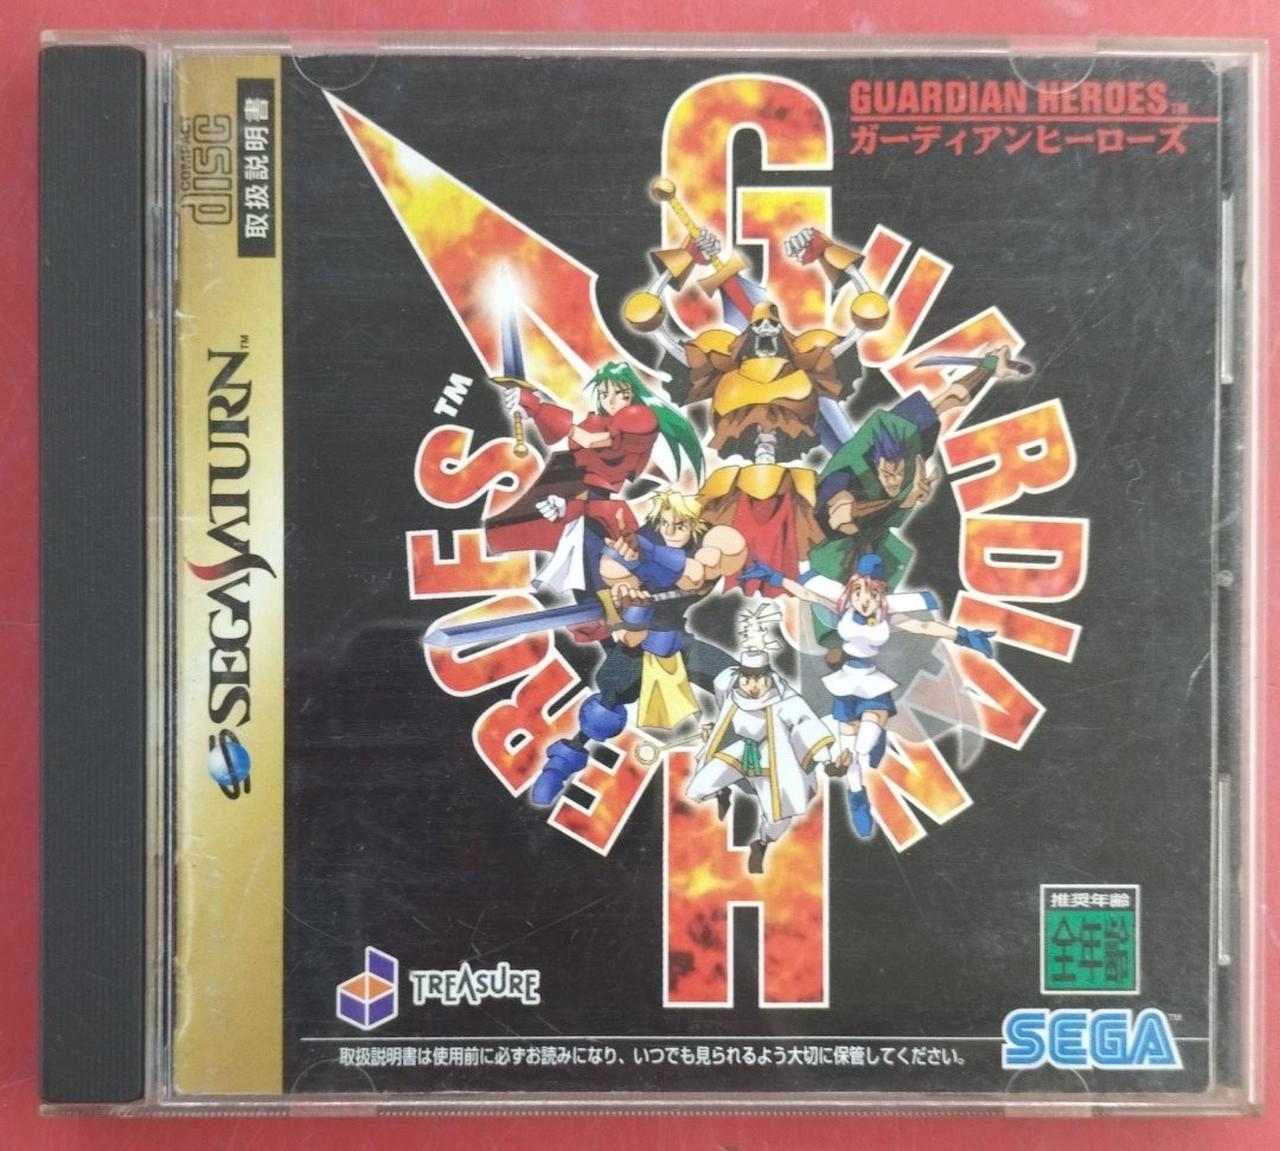 COMPACT
disc
取扱説明書
SEGA SATURN™
GUARDIAN HEROES™
ガーディアンヒーローズ
GUARDIAN
HEROES™
TREASURE
推奨年齢
全年齢
SEGA™
取扱説明書は使用前に必ずお読みになり、いつでも見られるよう大切に保管してください。